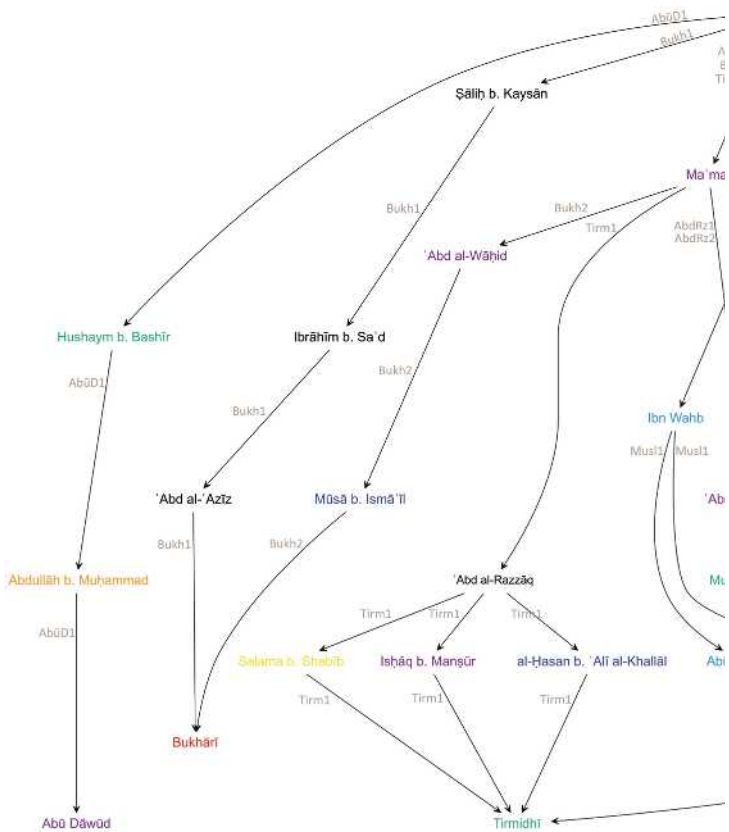 AbūD1
Bukh1
Ṣāliḥ b. Kaysān
Bukh1
Bukh2
Tirm1
AbdRz1
AbdRz2
ʿAbd al-Wāḥid
Hushaym b. Bashīr
Ibrāhīm b. Saʿd
AbūD1
Bukh2
Bukh1
Ibn Wahb
Musl1
Musl1
ʿAbd al-ʿAzīz
Mūsā b. Ismāʿīl
Bukh1
Bukh2
Abdullāh b. Muḥammad
ʿAbd al-Razzāq
Tirm1
Tirm1
Tirm1
AbūD1
Salama b. Shabīb
Isḥāq b. Manṣūr
al-Ḥasan b. ʿAlī al-Khallāl
Tirm1
Tirm1
Tirm1
Bukhārī
Abū Dāwūd
Tirmidhī